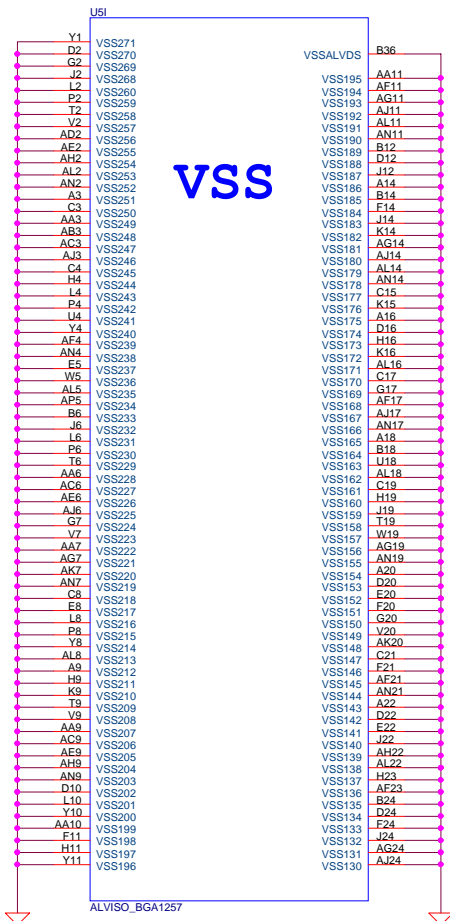 U5I
Y1 VSS271
D2 VSS270
G2 VSS269
J2 VSS268
L2 VSS260
P2 VSS259
T2 VSS258
V2 VSS257
AD2 VSS256
AE2 VSS255
AH2 VSS254
AL2 VSS253
AN2 VSS252
A3 VSS251
C3 VSS250
AA3 VSS249
AB3 VSS248
AC3 VSS247
AJ3 VSS246
C4 VSS245
H4 VSS244
L4 VSS243
P4 VSS242
U4 VSS241
Y4 VSS240
AF4 VSS239
AN4 VSS238
E5 VSS237
W5 VSS236
AL5 VSS235
AP5 VSS234
B6 VSS233
J6 VSS232
L6 VSS231
P6 VSS230
T6 VSS229
AA6 VSS228
AC6 VSS227
AE6 VSS226
AJ6 VSS225
G7 VSS224
V7 VSS223
AA7 VSS222
AG7 VSS221
AK7 VSS220
AN7 VSS219
C8 VSS218
E8 VSS217
L8 VSS216
P8 VSS215
Y8 VSS214
AL8 VSS213
A9 VSS212
H9 VSS211
K9 VSS210
T9 VSS209
V9 VSS208
AA9 VSS207
AC9 VSS206
AE9 VSS205
AH9 VSS204
AN9 VSS203
D10 VSS202
L10 VSS201
Y10 VSS200
AA10 VSS199
F11 VSS198
H11 VSS197
Y11 VSS196
VSS
VSSALVDS B36
VSS195 AA11
VSS194 AF11
VSS193 AG11
VSS192 AJ11
VSS191 AL11
VSS190 AN11
VSS189 B12
VSS188 D12
VSS187 J12
VSS186 A14
VSS185 B14
VSS184 F14
VSS183 J14
VSS182 K14
VSS181 AG14
VSS180 AJ14
VSS179 AL14
VSS178 AN14
VSS177 C15
VSS176 K15
VSS175 A16
VSS174 D16
VSS173 H16
VSS172 K16
VSS171 AL16
VSS170 C17
VSS169 G17
VSS168 AF17
VSS167 AJ17
VSS166 AN17
VSS165 A18
VSS164 B18
VSS163 U18
VSS162 AL18
VSS161 C19
VSS160 H19
VSS159 J19
VSS158 T19
VSS157 W19
VSS156 AG19
VSS155 AN19
VSS154 A20
VSS153 D20
VSS152 E20
VSS151 F20
VSS150 G20
VSS149 V20
VSS148 AK20
VSS147 C21
VSS146 F21
VSS145 AF21
VSS144 AN21
VSS143 A22
VSS142 D22
VSS141 E22
VSS140 J22
VSS139 AH22
VSS138 AL22
VSS137 H23
VSS136 AF23
VSS135 B24
VSS134 D24
VSS133 F24
VSS132 J24
VSS131 AG24
VSS130 AJ24
ALVISO_BGA1257